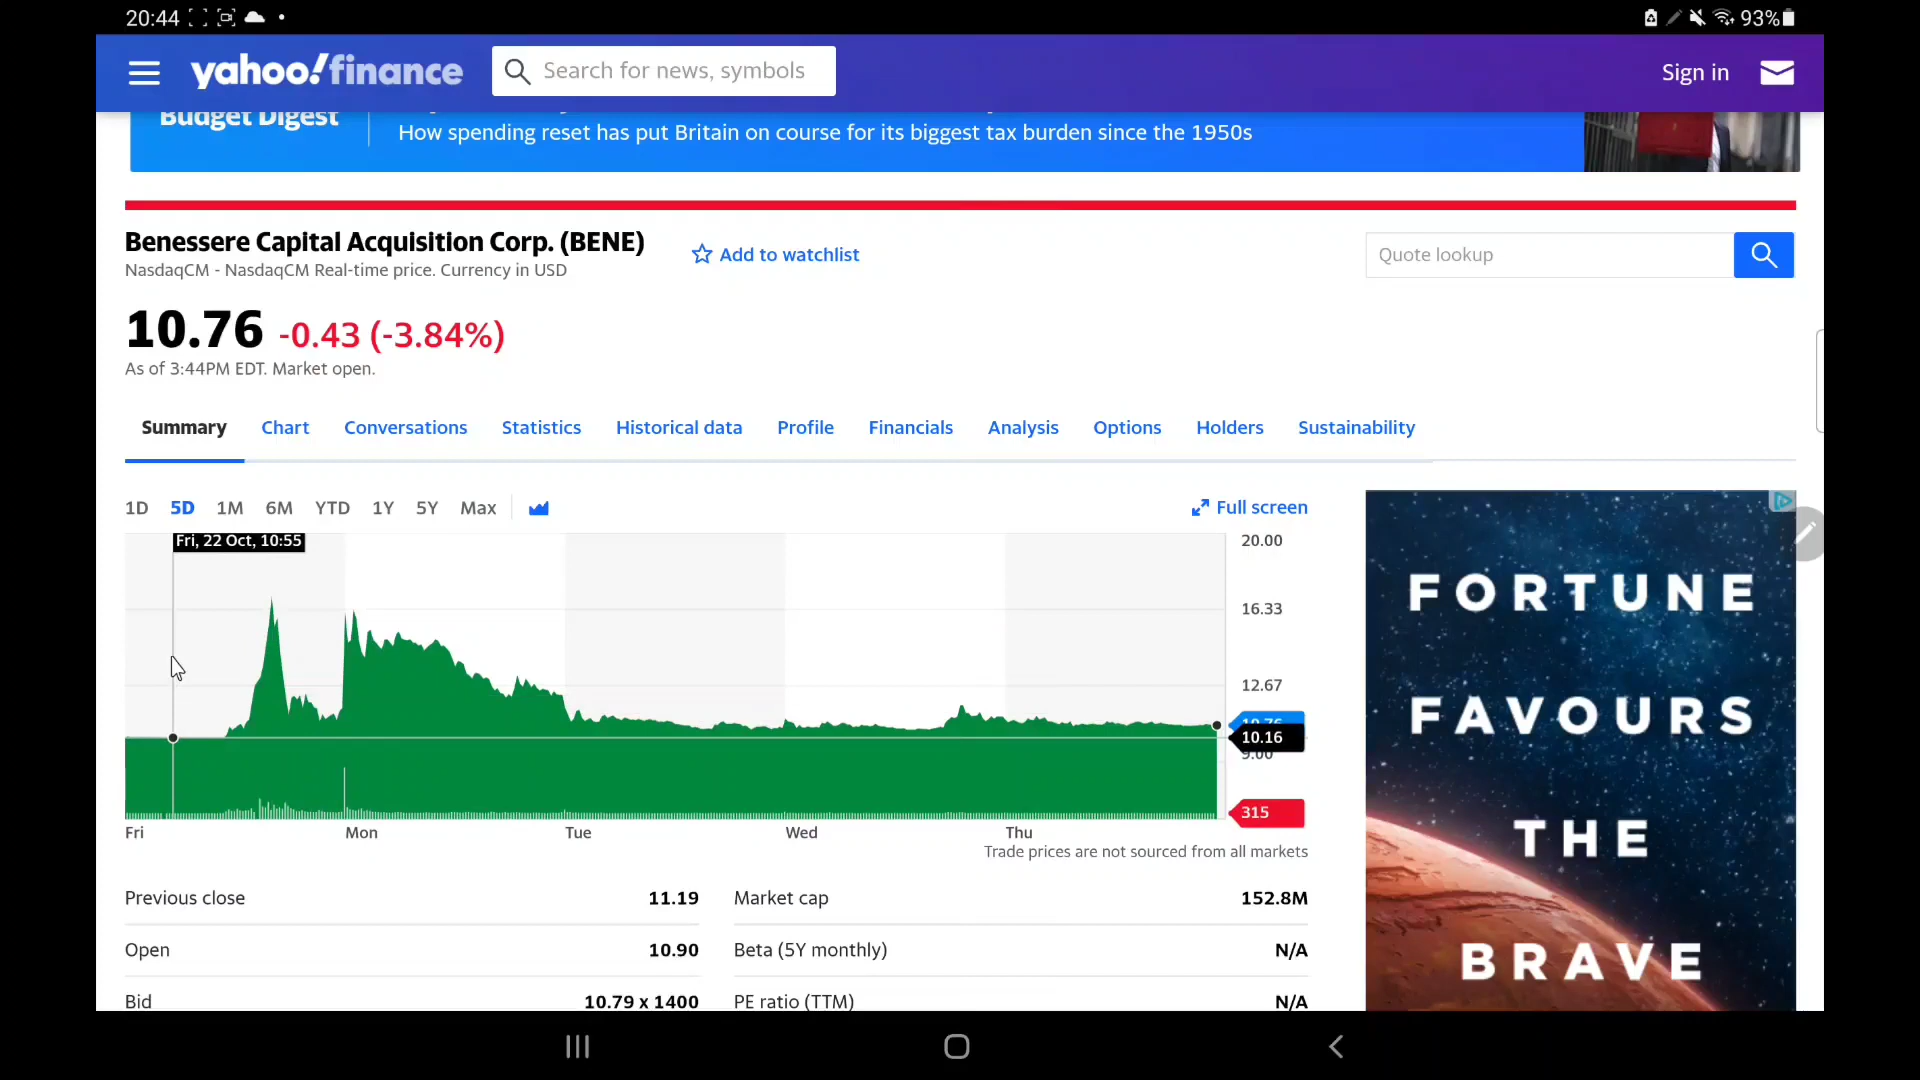 20:44
93%
yahoo!finance
Search for news, symbols
Sign in
Budget Digest
How spending reset has put Britain on course for its biggest tax burden since the 1950s
Benessere Capital Acquisition Corp. (BENE)
Add to watchlist
Quote lookup
NasdaqCM - NasdaqCM Real-time price. Currency in USD
10.76 -0.43 (-3.84%)
As of 3:44PM EDT. Market open.
Summary Chart Conversations Statistics Historical data Profile Financials Analysis Options Holders Sustainability
1D 5D 1M 6M YTD 1Y 5Y Max
Full screen
Fri, 22 Oct, 10:55
20.00
16.33
12.67
10.76
10.16
9.00
315
Fri Mon Tue Wed Thu
Trade prices are not sourced from all markets
Previous close 11.19
Market cap 152.8M
Open 10.90
Beta (5Y monthly) N/A
Bid 10.79 x 1400
PE ratio (TTM) N/A
FORTUNE
FAVOURS
THE
BRAVE